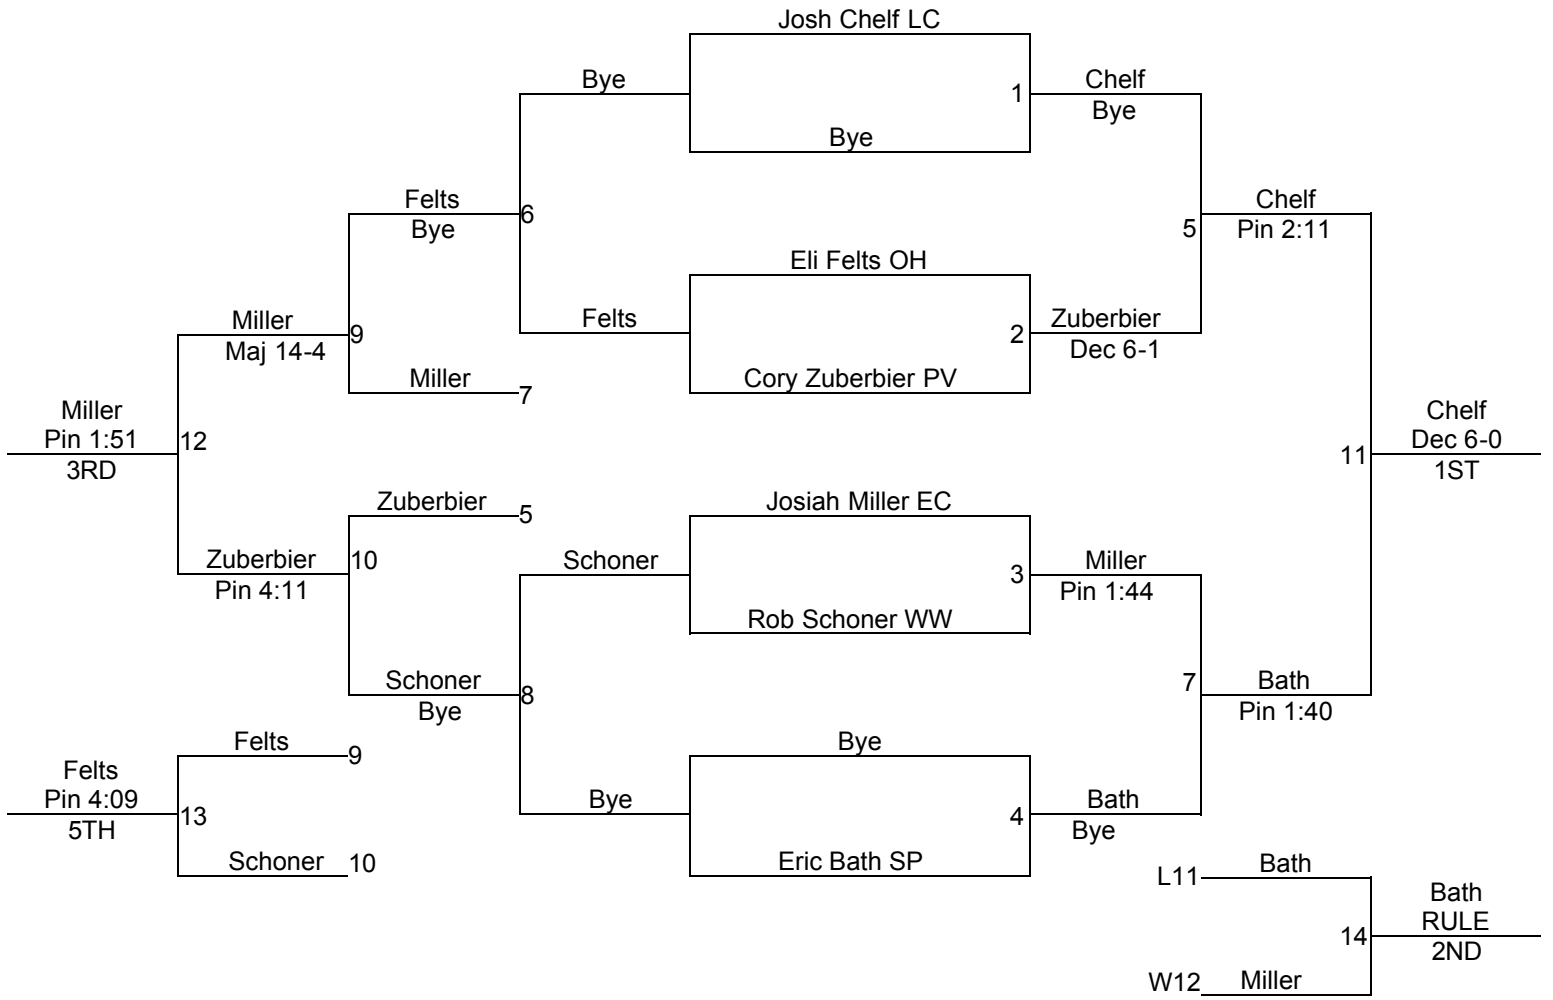 Josh Chelf LC
Bye
1
Chelf
Bye
Bye
Felts
Bye
6
5
Chelf
Pin 2:11
Eli Felts OH
Felts
2
Zuberbier
Dec 6-1
Cory Zuberbier PV
Miller
Maj 14-4
9
Miller
7
Miller
Pin 1:51
3RD
12
11
Chelf
Dec 6-0
1ST
Zuberbier
5
Josiah Miller EC
Zuberbier
Pin 4:11
10
Schoner
3
Miller
Pin 1:44
Rob Schoner WW
Schoner
Bye
8
7
Bath
Pin 1:40
Felts
9
Bye
Felts
Pin 4:09
5TH
13
Bye
4
Bath
Bye
Schoner
10
Eric Bath SP
L11
Bath
14
Bath
RULE
2ND
W12
Miller